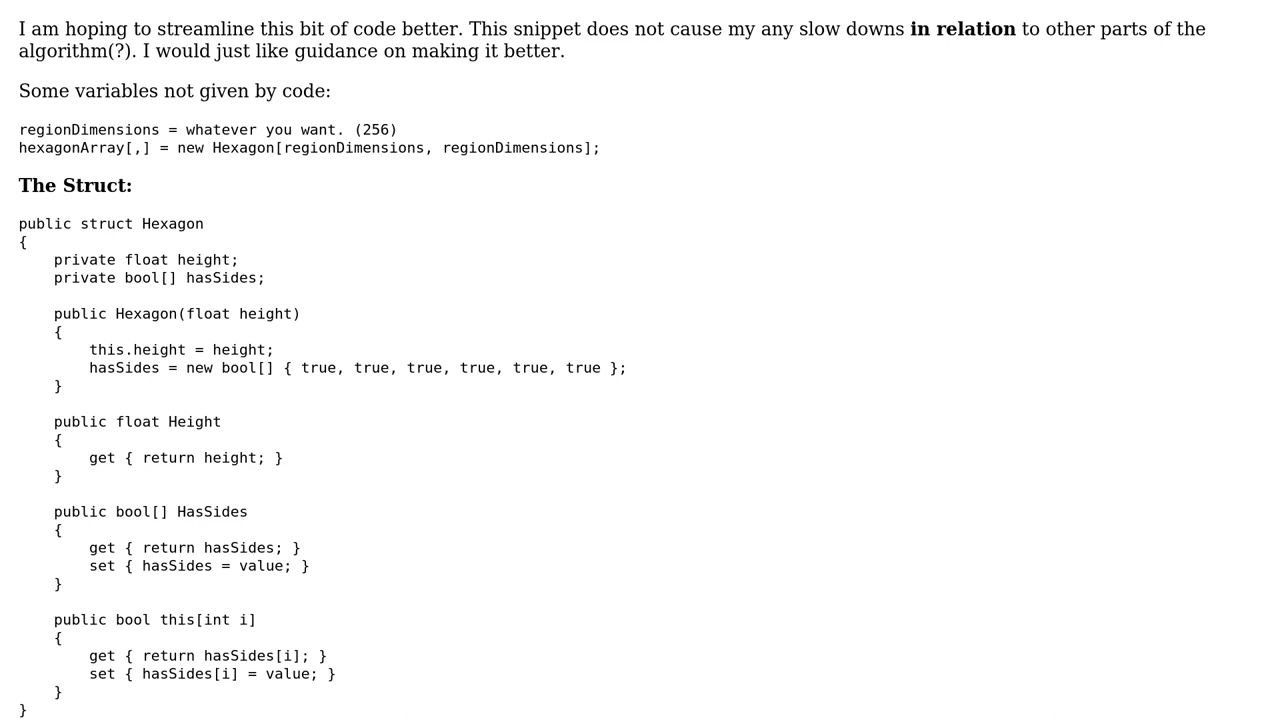 I am hoping to streamline this bit of code better. This snippet does not cause my any slow downs in relation to other parts of the
algorithm(?). I would just like guidance on making it better.
Some variables not given by code:
regionDimensions = whatever you want. (256)
hexagonArray[,] = new Hexagon[regionDimensions, regionDimensions];
The Struct:
public struct Hexagon
{
    private float height;
    private bool[] hasSides;

    public Hexagon(float height)
    {
        this.height = height;
        hasSides = new bool[] { true, true, true, true, true, true };
    }

    public float Height
    {
        get { return height; }
    }

    public bool[] HasSides
    {
        get { return hasSides; }
        set { hasSides = value; }
    }

    public bool this[int i]
    {
        get { return hasSides[i]; }
        set { hasSides[i] = value; }
    }
}